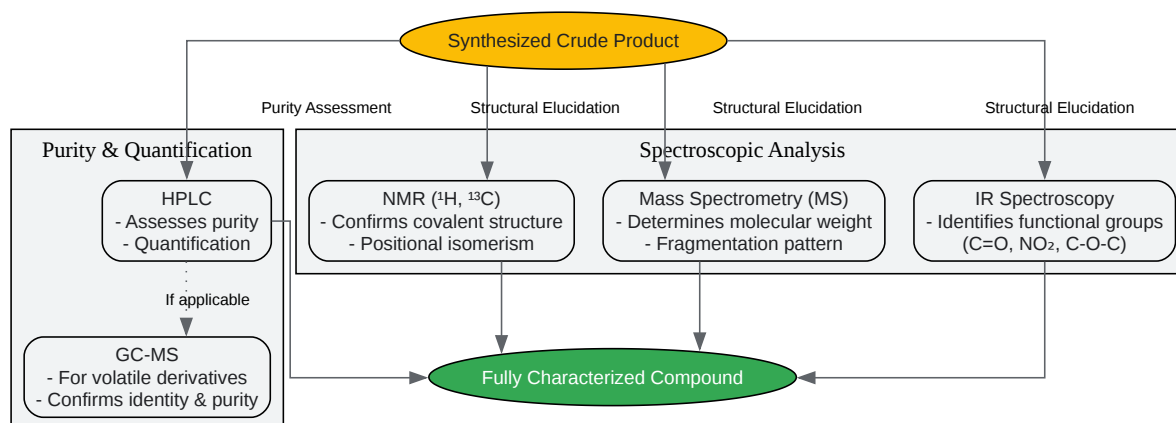 Synthesized Crude Product
Purity Assessment
Structural Elucidation
Structural Elucidation
Structural Elucidation
Purity & Quantification
Spectroscopic Analysis
HPLC
- Assesses purity
- Quantification
NMR (¹H, ¹³C)
- Confirms covalent structure
- Positional isomerism
Mass Spectrometry (MS)
- Determines molecular weight
- Fragmentation pattern
IR Spectroscopy
- Identifies functional groups
(C=O, NO₂, C-O-C)
If applicable
GC-MS
- For volatile derivatives
- Confirms identity & purity
Fully Characterized Compound